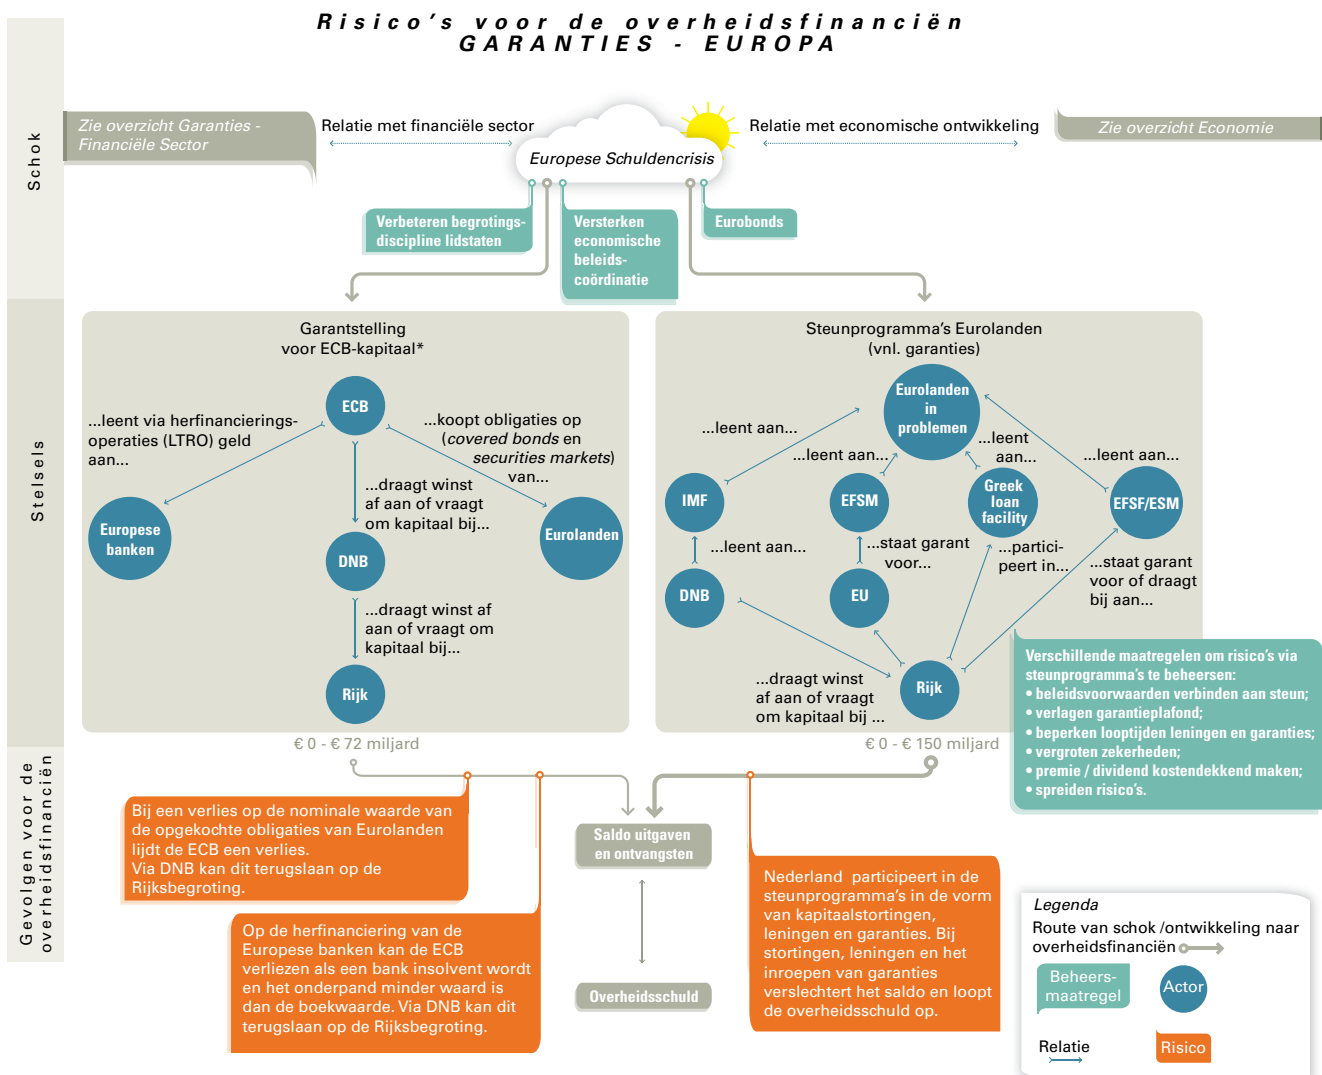 Risico's voor de overheidsfinanciën
GARANTIES - EUROPA
Schok
Zie overzicht Garanties -
Financiële Sector
Relatie met financiële sector
Europese Schuldencrisis
Relatie met economische ontwikkeling
Zie overzicht Economie
Verbeteren begrotings-
discipline lidstaten
Versterken
economische
beleids-
coördinatie
Eurobonds
Stelsels
Garantstelling
voor ECB-kapitaal*
ECB
...leent via herfinancierings-
operaties (LTRO) geld
aan...
...koopt obligaties op
(covered bonds en
securities markets)
van...
...draagt winst
af aan of vraagt
om kapitaal bij...
Europese
banken
Eurolanden
DNB
...draagt winst af
aan of vraagt om
kapitaal bij...
Rijk
€ 0 - € 72 miljard
Steunprogramma's Eurolanden
(vnl. garanties)
Eurolanden
in
problemen
...leent aan...
...leent aan...
...leent
aan...
...leent aan...
IMF
EFSM
Greek
loan
facility
EFSF/ESM
...leent aan...
...staat garant
voor...
...partici-
peert in...
...staat garant
voor of draagt
bij aan...
DNB
EU
...draagt winst
af aan of vraagt
om kapitaal bij ...
Rijk
€ 0 - € 150 miljard
Verschillende maatregelen om risico's via
steunprogramma's te beheersen:
• beleidsvoorwaarden verbinden aan steun;
• verlagen garantieplafond;
• beperken looptijden leningen en garanties;
• vergroten zekerheden;
• premie / dividend kostendekkend maken;
• spreiden risico's.
Gevolgen voor de
overheidsfinanciën
Bij een verlies op de nominale waarde van
de opgekochte obligaties van Eurolanden
lijdt de ECB een verlies.
Via DNB kan dit terugslaan op de
Rijksbegroting.
Op de herfinanciering van de
Europese banken kan de ECB
verliezen als een bank insolvent wordt
en het onderpand minder waard is
dan de boekwaarde. Via DNB kan dit
terugslaan op de Rijksbegroting.
Saldo uitgaven
en ontvangsten
Overheidsschuld
Nederland participeert in de
steunprogramma's in de vorm
van kapitaalstortingen,
leningen en garanties. Bij
stortingen, leningen en het
inroepen van garanties
verslechtert het saldo en loopt
de overheidsschuld op.
Legenda
Route van schok /ontwikkeling naar
overheidsfinanciën
Beheers-
maatregel
Actor
Relatie
Risico